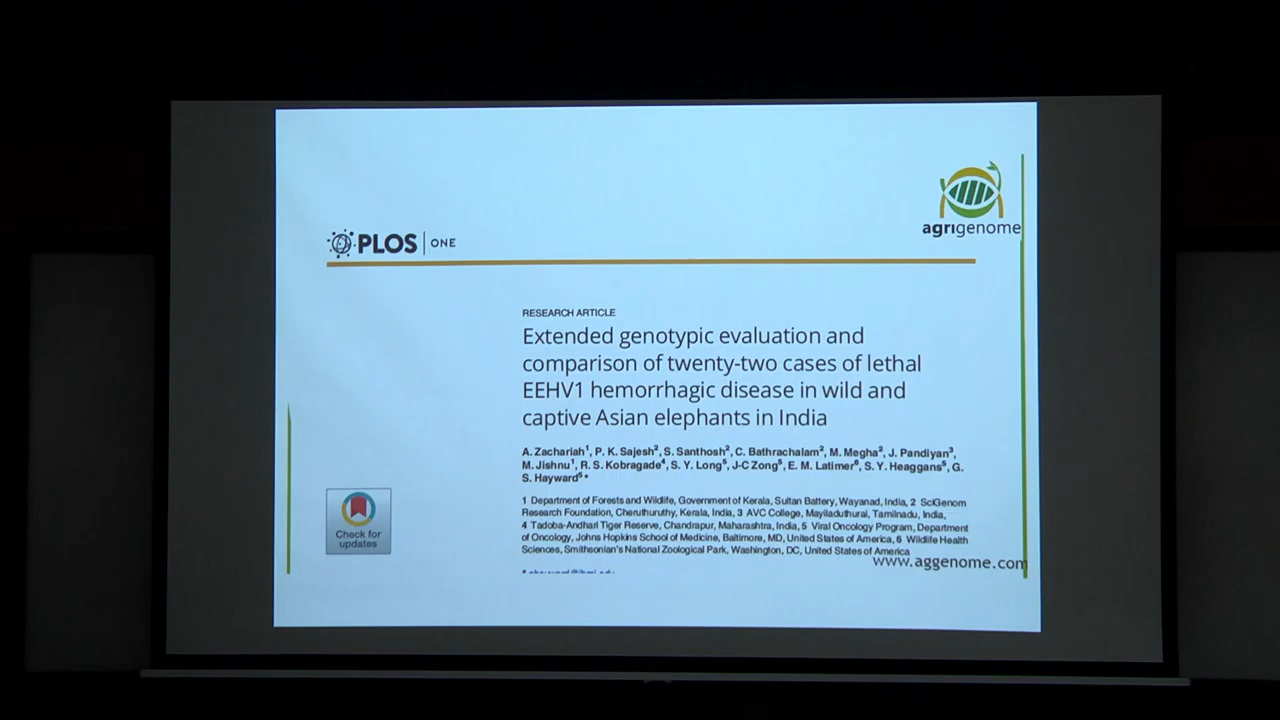 agrigenome
PLOS ONE
RESEARCH ARTICLE
Extended genotypic evaluation and
comparison of twenty-two cases of lethal
EEHV1 hemorrhagic disease in wild and
captive Asian elephants in India
A. Zachariah1, P. K. Sajesh2, S. Santhosh2, C. Bathrachalam2, M. Megha2, J. Pandiyan3,
M. Jishnu1, R. S. Kobragade4, S. Y. Long5, J-C Zong5, E. M. Latimer6, S. Y. Heaggans5, G.
S. Hayward5*
1 Department of Forests and Wildlife, Government of Kerala, Sultan Battery, Wayanad, India, 2 SciGenom
Research Foundation, Cheruthuruthy, Kerala, India, 3 AVC College, Mayiladuthurai, Tamilnadu, India,
4 Tadoba-Andhari Tiger Reserve, Chandrapur, Maharashtra, India, 5 Viral Oncology Program, Department
of Oncology, Johns Hopkins School of Medicine, Baltimore, MD, United States of America, 6 Wildlife Health
Sciences, Smithsonian's National Zoological Park, Washington, DC, United States of America
Check for
updates
www.aggenome.com